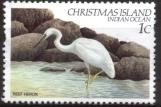 CHRISTMAS ISLAND
INDIAN OCEAN
1c
REEF HERON